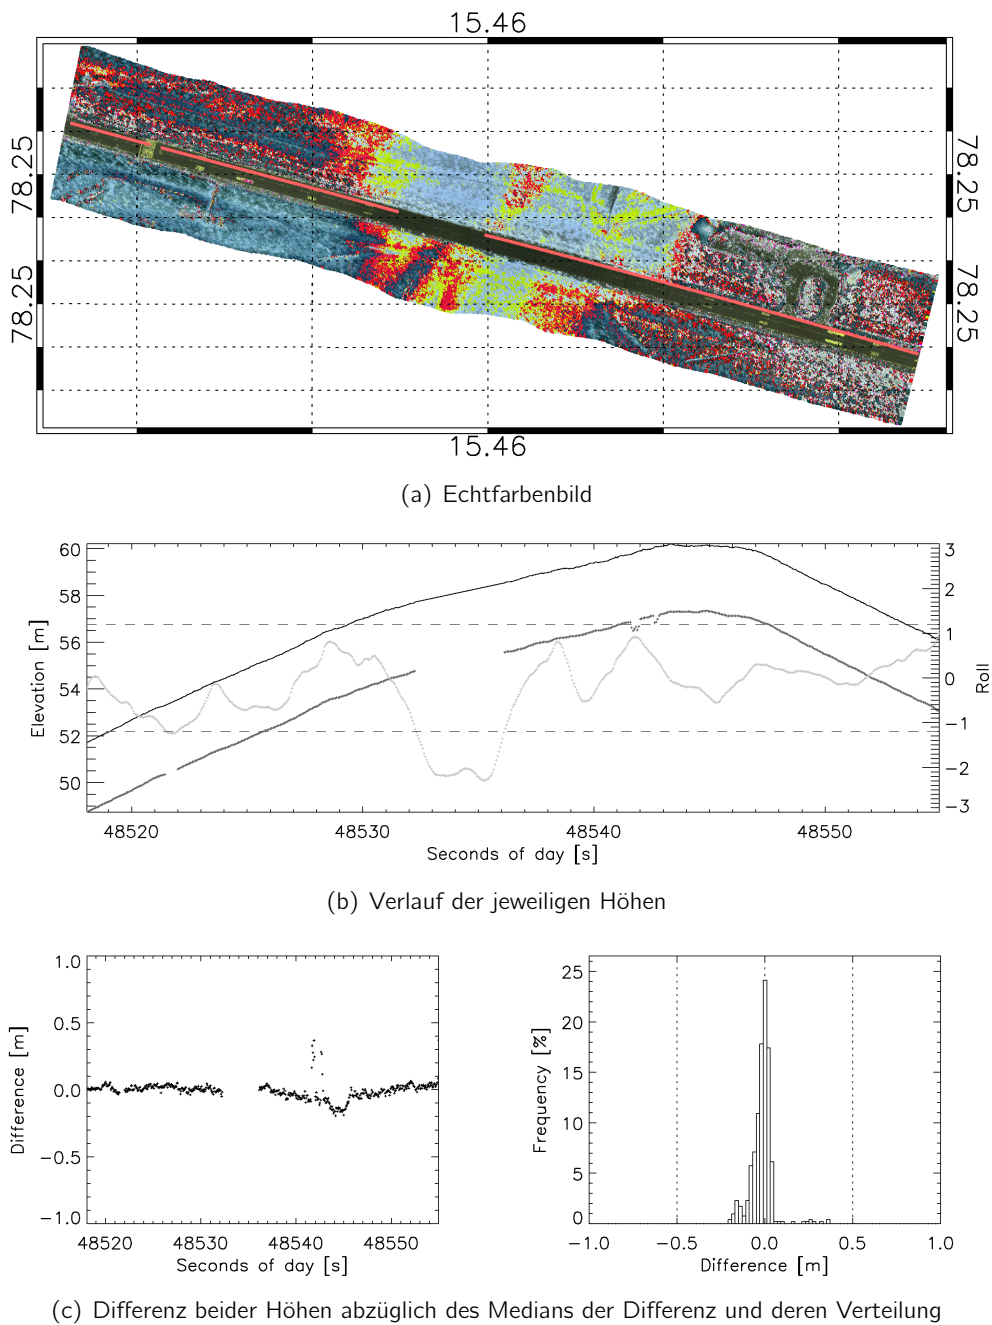 15.46
78.25
78.25
78.25
78.25
15.46
(a) Echtfarbenbild
60
58
56
54
52
50
Elevation [m]
3
2
1
0
−1
−2
−3
Roll
48520 48530 48540 48550
Seconds of day [s]
(b) Verlauf der jeweiligen Höhen
1.0
0.5
0.0
−0.5
−1.0
Difference [m]
48520 48530 48540 48550
Seconds of day [s]
25
20
15
10
5
0
Frequency [%]
−1.0 −0.5 0.0 0.5 1.0
Difference [m]
(c) Differenz beider Höhen abzüglich des Medians der Differenz und deren Verteilung